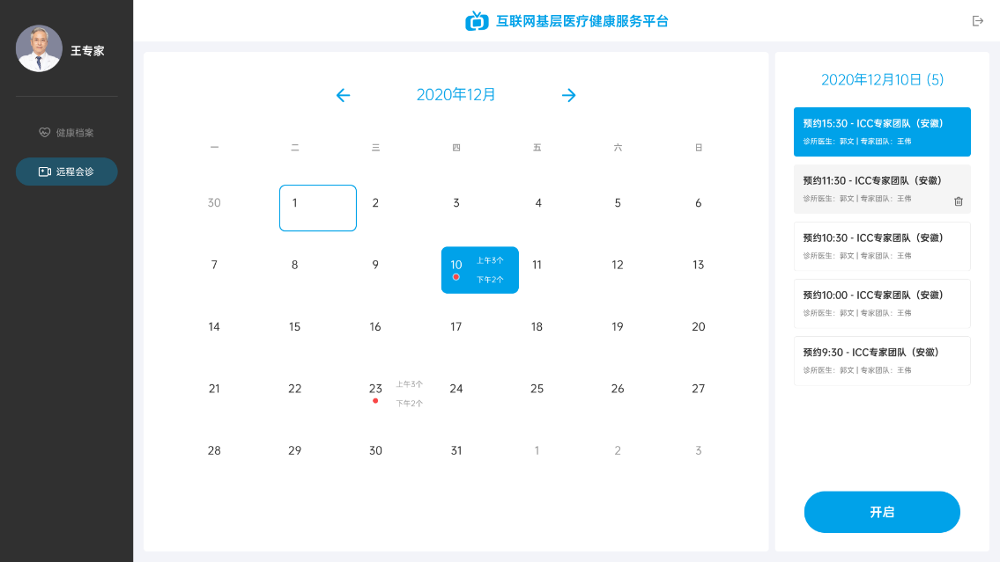 互联网基层医疗健康服务平台
王专家
健康档案
远程会诊
2020年12月
一 二 三 四 五 六 日
30 1 2 3 4 5 6
7 8 9 10 上午3个 下午2个 11 12 13
14 15 16 17 18 19 20
21 22 23 上午3个 下午2个 24 25 26 27
28 29 30 31 1 2 3
2020年12月10日 (5)
预约15:30 - ICC专家团队（安徽）
诊所医生：郭文 | 专家团队：王伟
预约11:30 - ICC专家团队（安徽）
诊所医生：郭文 | 专家团队：王伟
预约10:30 - ICC专家团队（安徽）
诊所医生：郭文 | 专家团队：王伟
预约10:00 - ICC专家团队（安徽）
诊所医生：郭文 | 专家团队：王伟
预约9:30 - ICC专家团队（安徽）
诊所医生：郭文 | 专家团队：王伟
开启